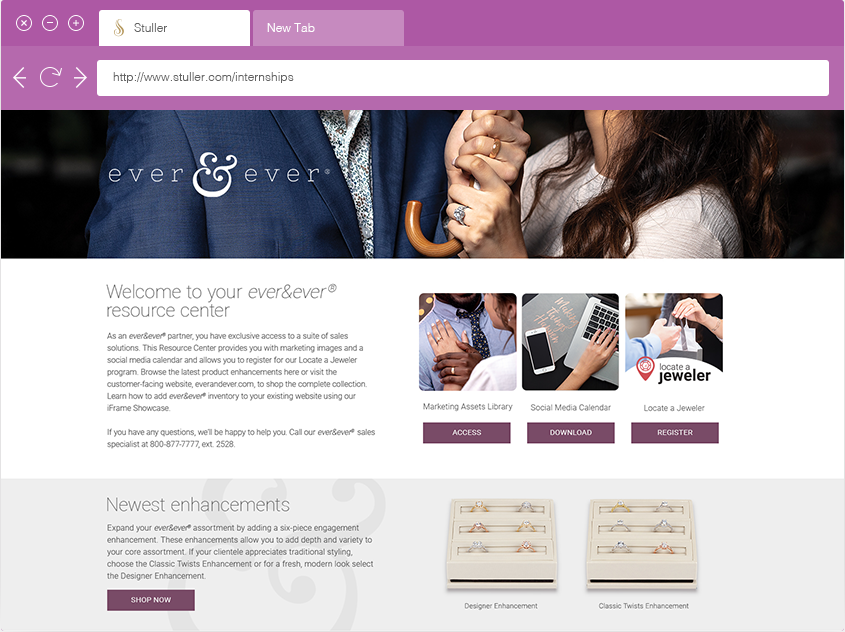 Stuller
New Tab
http://www.stuller.com/internships
ever & ever®
Welcome to your ever&ever®
resource center
As an ever&ever® partner, you have exclusive access to a suite of sales
solutions. This Resource Center provides you with marketing images and a
social media calendar and allows you to register for our Locate a Jeweler
program. Browse the latest product enhancements here or visit the
customer-facing website, everandever.com, to shop the complete collection.
Learn how to add ever&ever® inventory to your existing website using our
iFrame Showcase.
If you have any questions, we'll be happy to help you. Call our ever&ever® sales
specialist at 800-877-7777, ext. 2528.
Making
Things
Happen
locate a
jeweler
Marketing Assets Library
Social Media Calendar
Locate a Jeweler
ACCESS
DOWNLOAD
REGISTER
Newest enhancements
Expand your ever&ever® assortment by adding a six-piece engagement
enhancement. These enhancements allow you to add depth and variety to
your core assortment. If your clientele appreciates traditional styling,
choose the Classic Twists Enhancement or for a fresh, modern look select
the Designer Enhancement.
SHOP NOW
Designer Enhancement
Classic Twists Enhancement